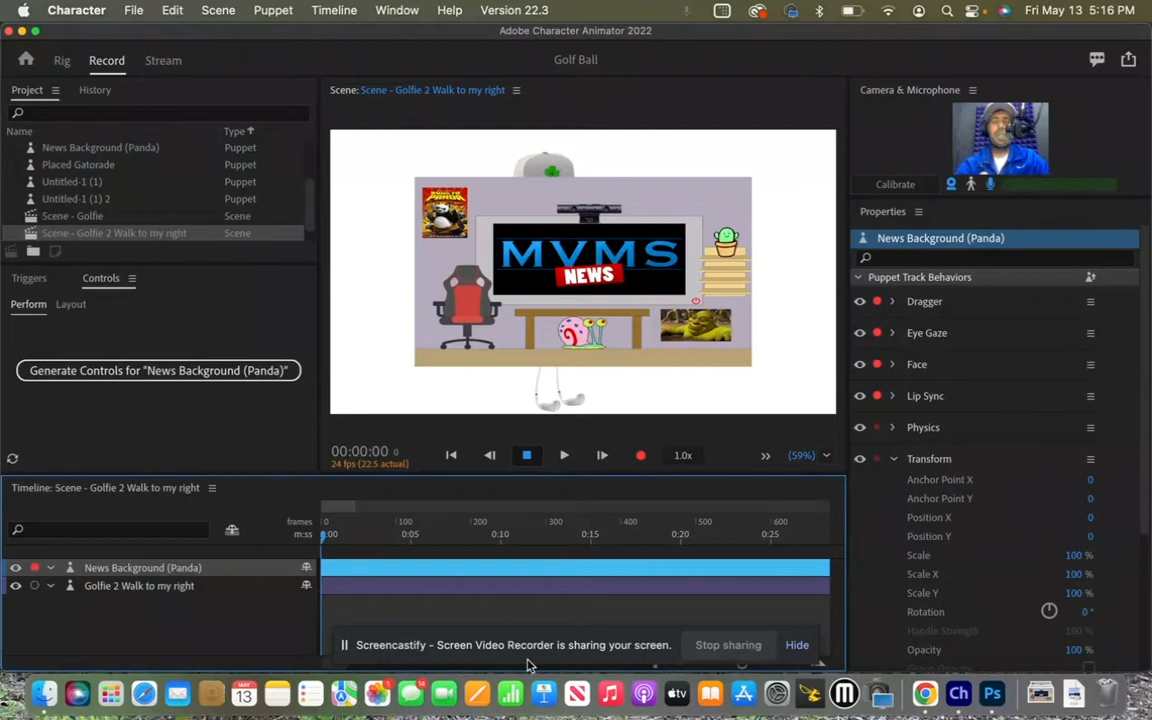 Character File Edit Scene Puppet Timeline Window Help Version 22.3 Fri May 13 5:16 PM
Adobe Character Animator 2022
Rig Record Stream Golf Ball
Project History
Name Type
News Background (Panda) Puppet
Placed Gatorade Puppet
Untitled-1 (1) Puppet
Untitled-1 (1) 2 Puppet
Scene - Golfie Scene
Scene - Golfie 2 Walk to my right Scene
Triggers Controls
Perform Layout
Generate Controls for "News Background (Panda)"
Scene: Scene - Golfie 2 Walk to my right
MVMS
NEWS
00:00:00 0
24 fps (22.5 actual)
1.0x
(59%)
Camera & Microphone
Calibrate
Properties
News Background (Panda)
Puppet Track Behaviors
Dragger
Eye Gaze
Face
Lip Sync
Physics
Transform
Anchor Point X 0
Anchor Point Y 0
Position X 0
Position Y 0
Scale 100 %
Scale X 100 %
Scale Y 100 %
Rotation 0 °
Handle Strength
Opacity 100 %
Group Opacity
Timeline: Scene - Golfie 2 Walk to my right
frames 0 100 200 300 400 500 600
m:ss 0:00 0:05 0:10 0:15 0:20 0:25
News Background (Panda)
Golfie 2 Walk to my right
Screencastify - Screen Video Recorder is sharing your screen. Stop sharing Hide
14
MAY
13
Ch Ps